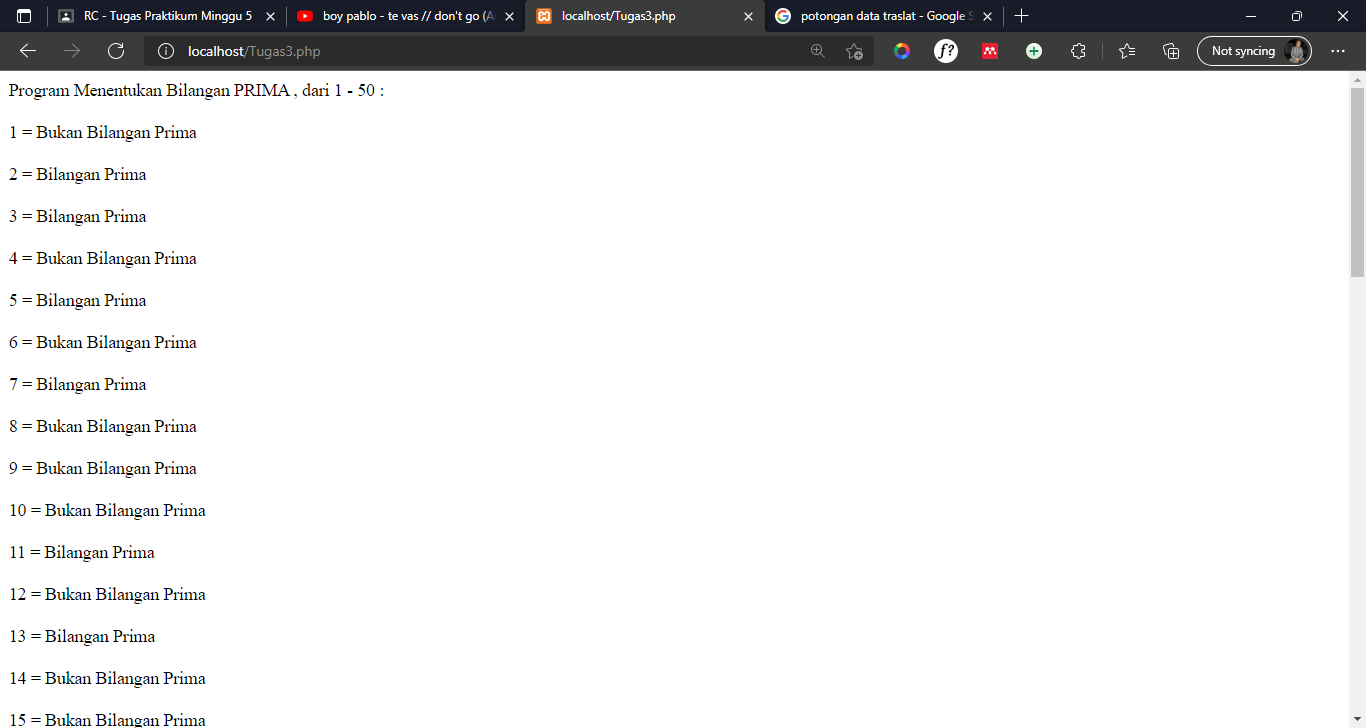 RC - Tugas Praktikum Minggu 5
boy pablo - te vas // don't go (A
localhost/Tugas3.php
potongan data traslat - Google S
localhost/Tugas3.php
f?
Not syncing
Program Menentukan Bilangan PRIMA , dari 1 - 50 :
1 = Bukan Bilangan Prima
2 = Bilangan Prima
3 = Bilangan Prima
4 = Bukan Bilangan Prima
5 = Bilangan Prima
6 = Bukan Bilangan Prima
7 = Bilangan Prima
8 = Bukan Bilangan Prima
9 = Bukan Bilangan Prima
10 = Bukan Bilangan Prima
11 = Bilangan Prima
12 = Bukan Bilangan Prima
13 = Bilangan Prima
14 = Bukan Bilangan Prima
15 = Bukan Bilangan Prima